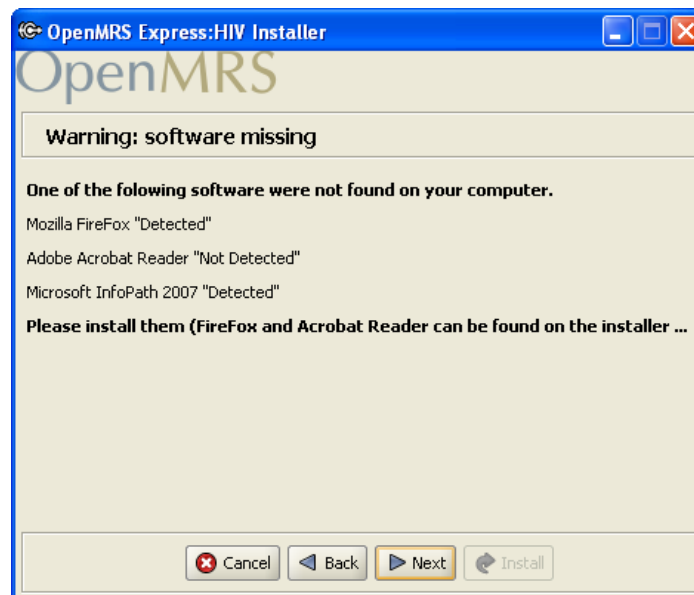 OpenMRS Express:HIV Installer
OpenMRS
Warning: software missing
One of the folowing software were not found on your computer.
Mozilla FireFox "Detected"
Adobe Acrobat Reader "Not Detected"
Microsoft InfoPath 2007 "Detected"
Please install them (FireFox and Acrobat Reader can be found on the installer ...
Cancel Back Next Install